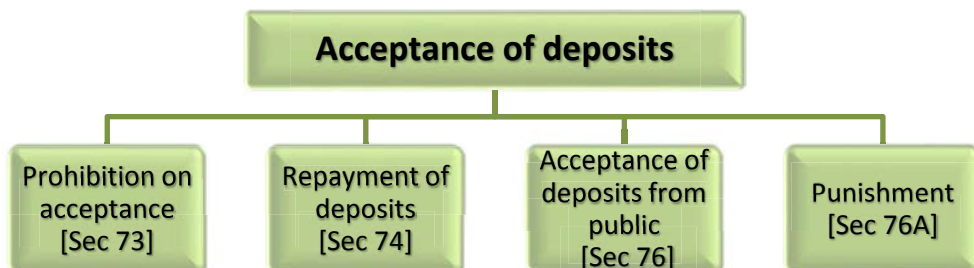 Acceptance of deposits
Prohibition on
acceptance
[Sec 73]
Repayment of
deposits
[Sec 74]
Acceptance of
deposits from
public
[Sec 76]
Punishment
[Sec 76A]